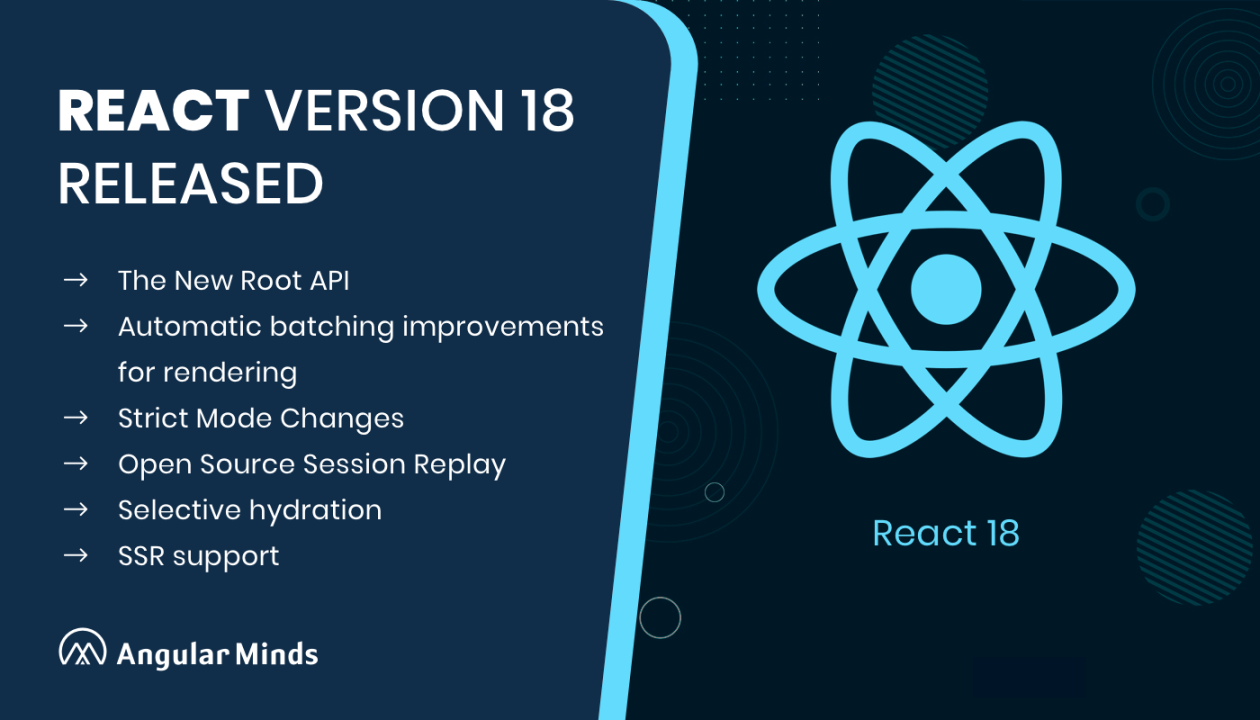 REACT VERSION 18
RELEASED
→ The New Root API
→ Automatic batching improvements
for rendering
→ Strict Mode Changes
→ Open Source Session Replay
→ Selective hydration
→ SSR support
Angular Minds
React 18